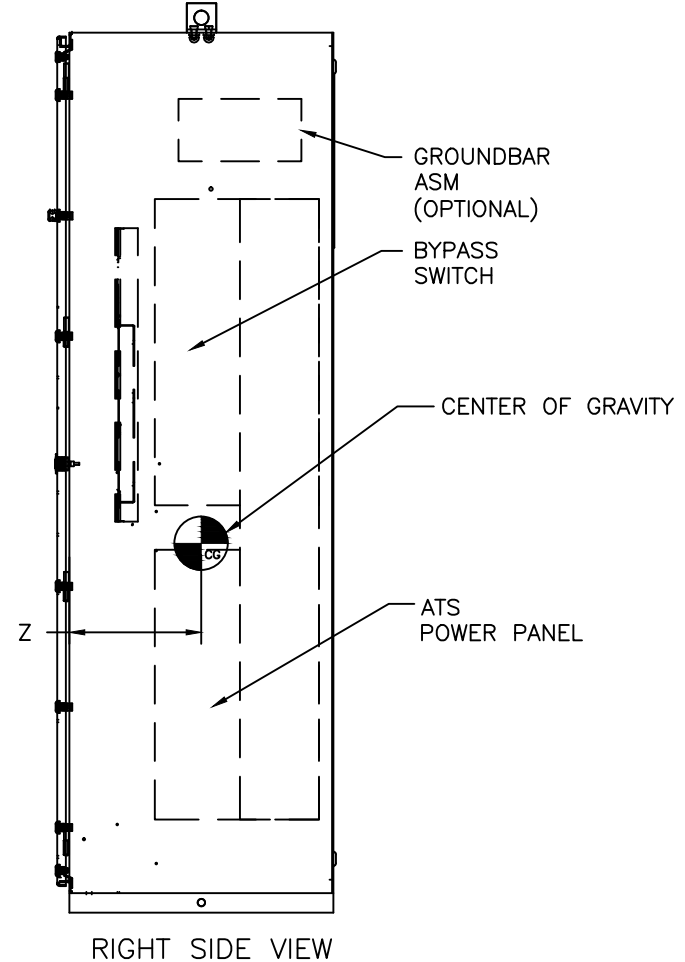 GROUNDBAR
ASM
(OPTIONAL)
BYPASS
SWITCH
CENTER OF GRAVITY
CG
ATS
POWER PANEL
Z
RIGHT SIDE VIEW